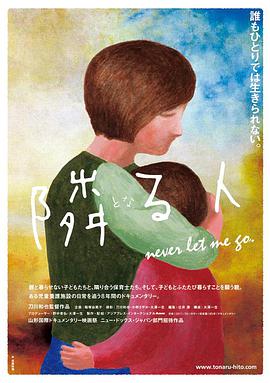 誰もひとりでは生きられない。
隣る人
となる
never let me go.
親と暮らせない子どもたちと、隣り合う保育士たち。そして、子どもとふたたび暮らすことを願う親。
ある児童養護施設の日常を追う8年間のドキュメンタリー。
刀川和也監督作品
山形国際ドキュメンタリー映画祭 ニュー・ドックス・ジャパン部門招待作品
www.tonaru-hito.com